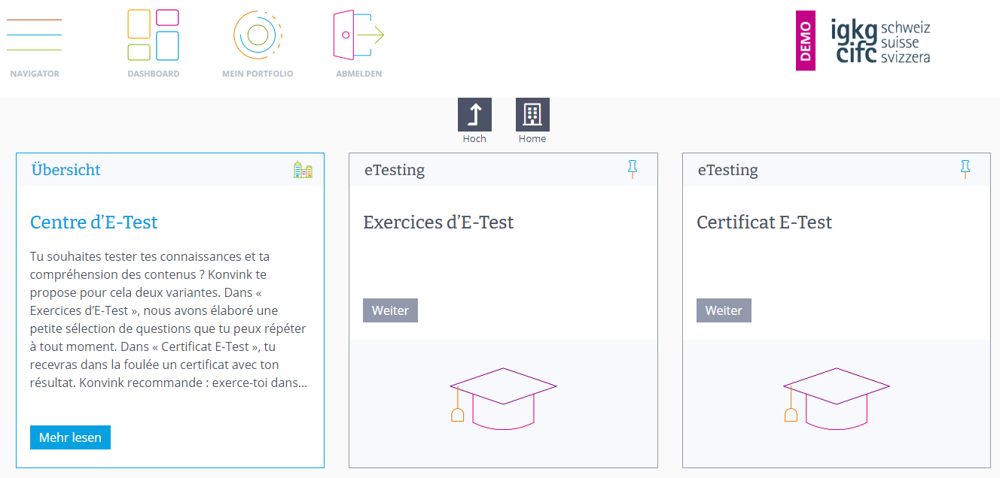 NAVIGATOR
DASHBOARD
MEIN PORTFOLIO
ABMELDEN
DEMO
igkg schweiz
cifc suisse
svizzera
Hoch
Home
Übersicht
Centre d’E-Test
Tu souhaites tester tes connaissances et ta
compréhension des contenus ? Konvink te
propose pour cela deux variantes. Dans «
Exercices d’E-Test », nous avons élaboré une
petite sélection de questions que tu peux répéter
à tout moment. Dans « Certificat E-Test », tu
recevras dans la foulée un certificat avec ton
résultat. Konvink recommande : exerce-toi dans...
Mehr lesen
eTesting
Exercices d’E-Test
Weiter
eTesting
Certificat E-Test
Weiter